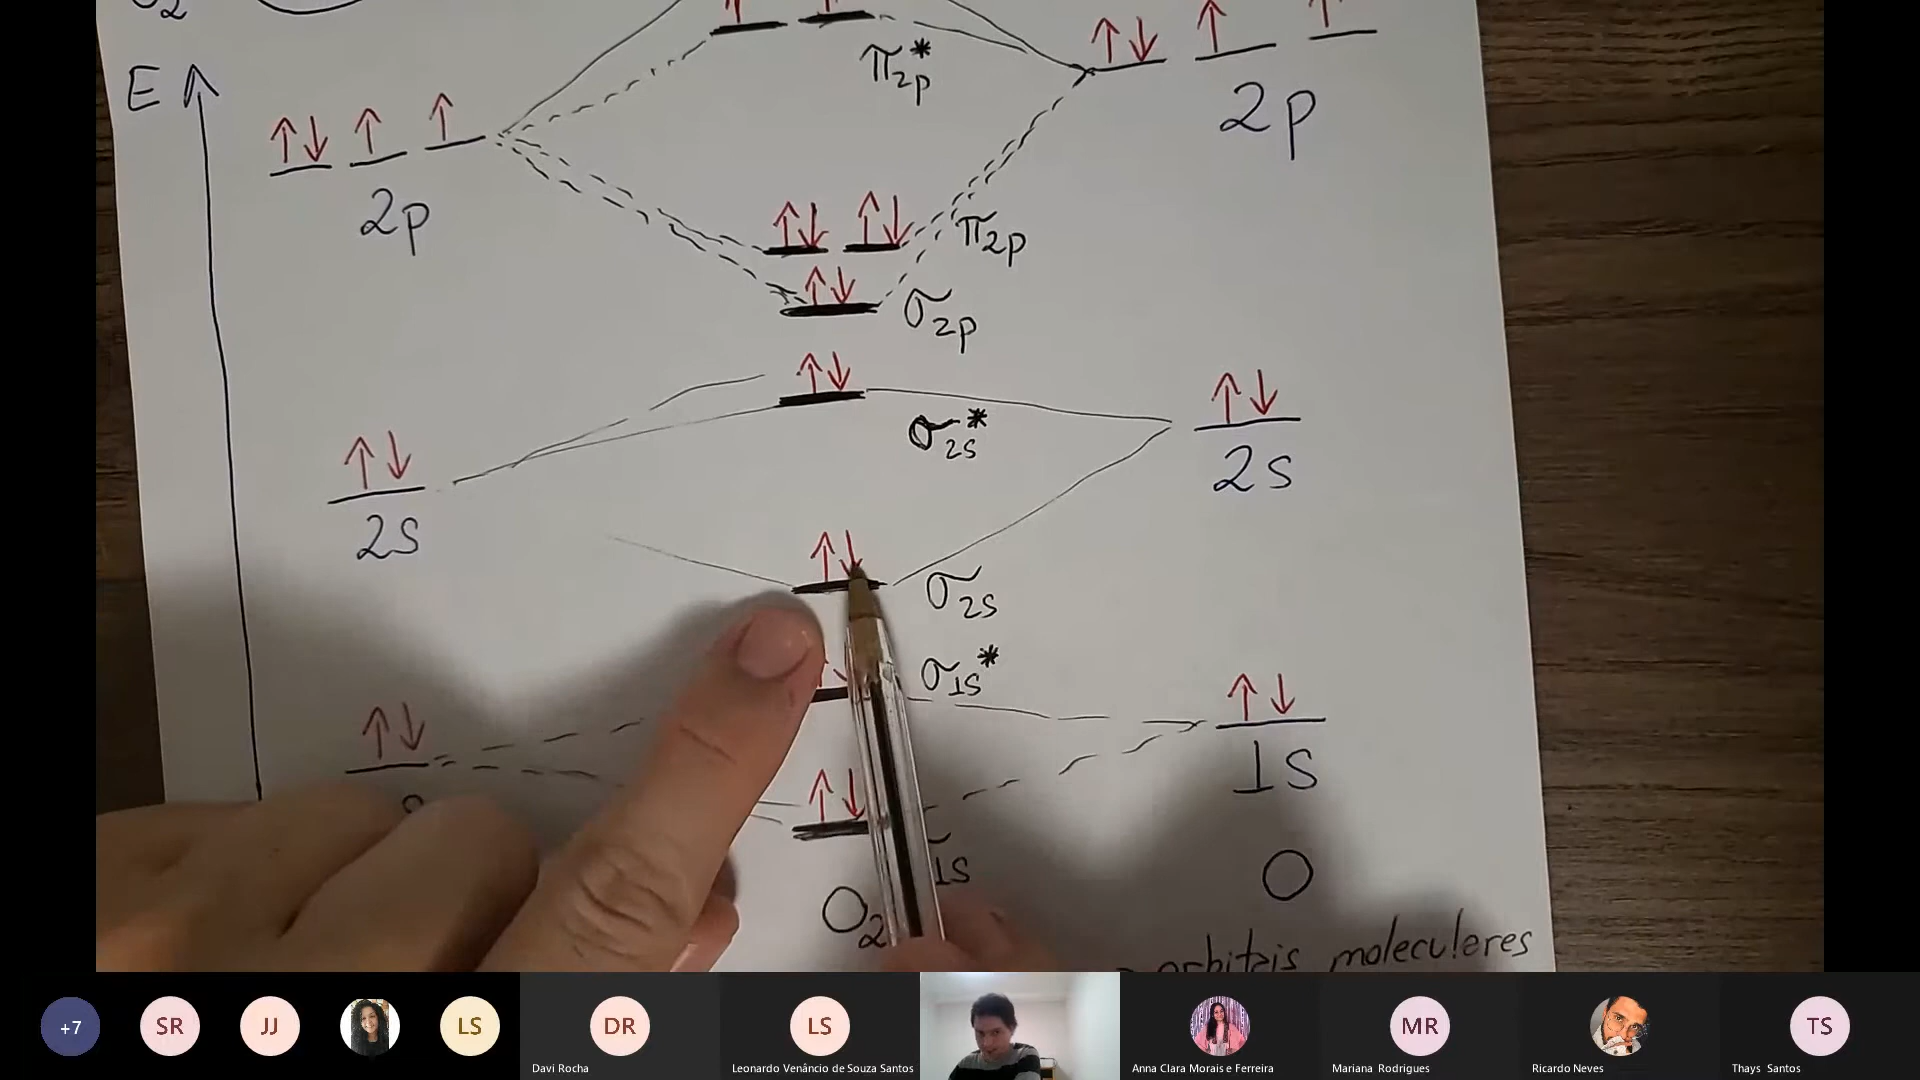 E ↑
π2p*
↑↓ ↑ ↑
2p
↑↓ ↑ ↑
2p
↑↓ ↑↓
π2p
↑↓
σ2p
↑↓
σ2s*
↑↓
2s
↑↓
2s
↑↓
σ2s
σ1s*
↑↓
1s
↑↓
↑↓
1s
O2
O
orbitais moleculares
+7
SR
JJ
LS
DR
Davi Rocha
LS
Leonardo Venâncio de Souza Santos
Anna Clara Morais e Ferreira
MR
Mariana Rodrigues
Ricardo Neves
TS
Thays Santos